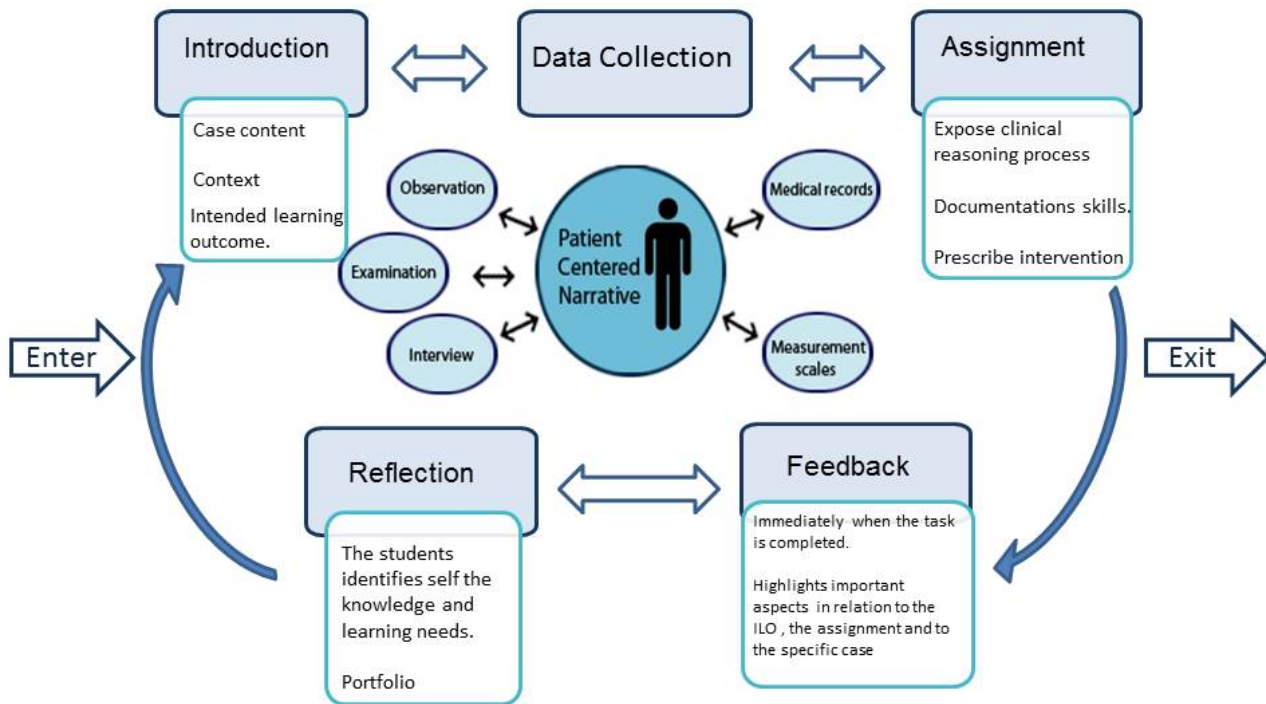 Introduction
Case content
Context
Intended learning
outcome.
Data Collection
Assignment
Expose clinical
reasoning process
Documentations skills.
Prescribe intervention
Observation
Examination
Interview
Patient
Centered
Narrative
Medical records
Measurement
scales
Enter
Exit
Reflection
The students
identifies self the
knowledge and
learning needs.
Portfolio
Feedback
Immediately when the task
is completed.
Highlights important
aspects in relation to the
ILO , the assignment and to
the specific case